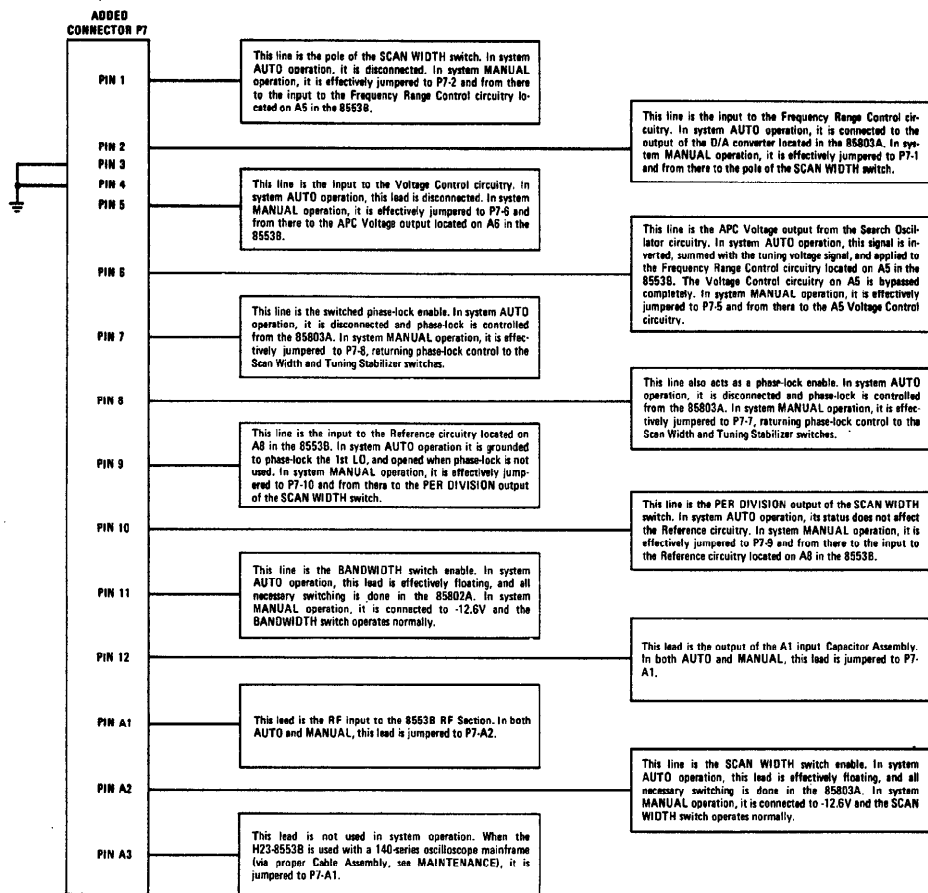 ADDED
CONNECTOR P7
PIN 1
This line is the pole of the SCAN WIDTH switch. In system
AUTO operation, it is disconnected. In system MANUAL
operation, it is effectively jumpered to P7-2 and from there
to the input to the Frequency Range Control circuitry lo-
cated on A5 in the 8553B.
PIN 2
This line is the input to the Frequency Range Control cir-
cuitry. In system AUTO operation, it is connected to the
output of the D/A converter located in the 85803A. In sys-
tem MANUAL operation, it is effectively jumpered to P7-1
and from there to the pole of the SCAN WIDTH switch.
PIN 3
PIN 4
PIN 5
This line is the Input to the Voltage Control circuitry. In
system AUTO operation, this lead is disconnected. In system
MANUAL operation, it is effectively jumpered to P7-6 and
from there to the APC Voltage output located on A6 in the
8553B.
PIN 6
This line is the APC Voltage output from the Search Oscil-
lator circuitry. In system AUTO operation, this signal is in-
verted, summed with the tuning voltage signal, and applied to
the Frequency Range Control circuitry located on A5 in the
8553B. The Voltage Control circuitry on A5 is bypassed
completely. In system MANUAL operation, it is effectively
jumpered to P7-5 and from there to the A5 Voltage Control
circuitry.
PIN 7
This line is the switched phase-lock enable. In system AUTO
operation, it is disconnected and phase-lock is controlled
from the 85803A. In system MANUAL operation, it is effec-
tively jumpered to P7-8, returning phase-lock control to the
Scan Width and Tuning Stabilizer switches.
PIN 8
This line also acts as a phase-lock enable. In system AUTO
operation, it is disconnected and phase-lock is controlled
from the 85803A. In system MANUAL operation, it is effec-
tively jumpered to P7-7, returning phase-lock control to the
Scan Width and Tuning Stabilizer switches.
PIN 9
This line is the input to the Reference circuitry located on
A8 in the 8553B. In system AUTO operation it is grounded
to phase-lock the 1st LO, and opened when phase-lock is not
used. In system MANUAL operation, it is effectively jump-
ered to P7-10 and from there to the PER DIVISION output
of the SCAN WIDTH switch.
PIN 10
This line is the PER DIVISION output of the SCAN WIDTH
switch. In system AUTO operation, its status does not affect
the Reference circuitry. In system MANUAL operation, it is
effectively jumpered to P7-9 and from there to the input to
the Reference circuitry located on A8 in the 8553B.
PIN 11
This line is the BANDWIDTH switch enable. In system
AUTO operation, this lead is effectively floating, and all
necessary switching is done in the 85802A. In system
MANUAL operation, it is connected to -12.6V and the
BANDWIDTH switch operates normally.
PIN 12
This lead is the output of the A1 input Capacitor Assembly.
In both AUTO and MANUAL, this lead is jumpered to P7-
A1.
PIN A1
This lead is the RF input to the 8553B RF Section. In both
AUTO and MANUAL, this lead is jumpered to P7-A2.
PIN A2
This line is the SCAN WIDTH switch enable. In system
AUTO operation, this lead is effectively floating, and all
necessary switching is done in the 85803A. In system
MANUAL operation, it is connected to -12.6V and the SCAN
WIDTH switch operates normally.
PIN A3
This lead is not used in system operation. When the
H23-8553B is used with a 140-series oscilloscope mainframe
(via proper Cable Assembly, see MAINTENANCE), it is
jumpered to P7-A1.